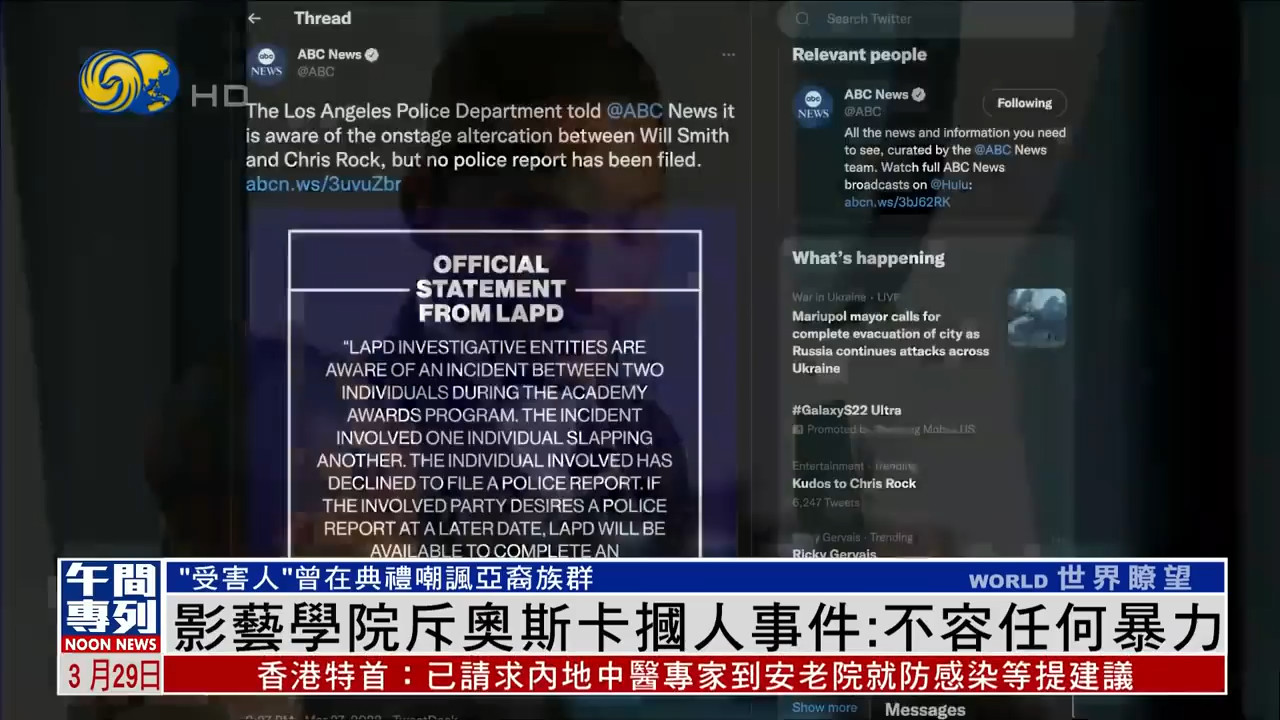 Thread
Search Twitter
ABC News
@ABC
abc
NEWS
HD
The Los Angeles Police Department told @ABC News it
is aware of the onstage altercation between Will Smith
and Chris Rock, but no police report has been filed.
abcn.ws/3uvuZbr
OFFICIAL
STATEMENT
FROM LAPD
"LAPD INVESTIGATIVE ENTITIES ARE
AWARE OF AN INCIDENT BETWEEN TWO
INDIVIDUALS DURING THE ACADEMY
AWARDS PROGRAM. THE INCIDENT
INVOLVED ONE INDIVIDUAL SLAPPING
ANOTHER. THE INDIVIDUAL INVOLVED HAS
DECLINED TO FILE A POLICE REPORT. IF
THE INVOLVED PARTY DESIRES A POLICE
REPORT AT A LATER DATE, LAPD WILL BE
AVAILABLE TO COMPLETE AN
Relevant people
abc
NEWS
ABC News
@ABC
Following
All the news and information you need
to see, curated by the @ABC News
team. Watch full ABC News
broadcasts on @Hulu:
abcn.ws/3bJ62RK
What's happening
War in Ukraine · LIVE
Mariupol mayor calls for
complete evacuation of city as
Russia continues attacks across
Ukraine
#GalaxyS22 Ultra
Promoted by
US
Entertainment · Trending
Kudos to Chris Rock
6,247 Tweets
Gervais · Trending
Ricky Gervais
午間
專列
NOON NEWS
3月29日
"受害人"曾在典禮嘲諷亞裔族群
WORLD 世界瞭望
影藝學院斥奧斯卡摑人事件:不容任何暴力
香港特首：已請求內地中醫專家到安老院就防感染等提建議
Show more
Messages